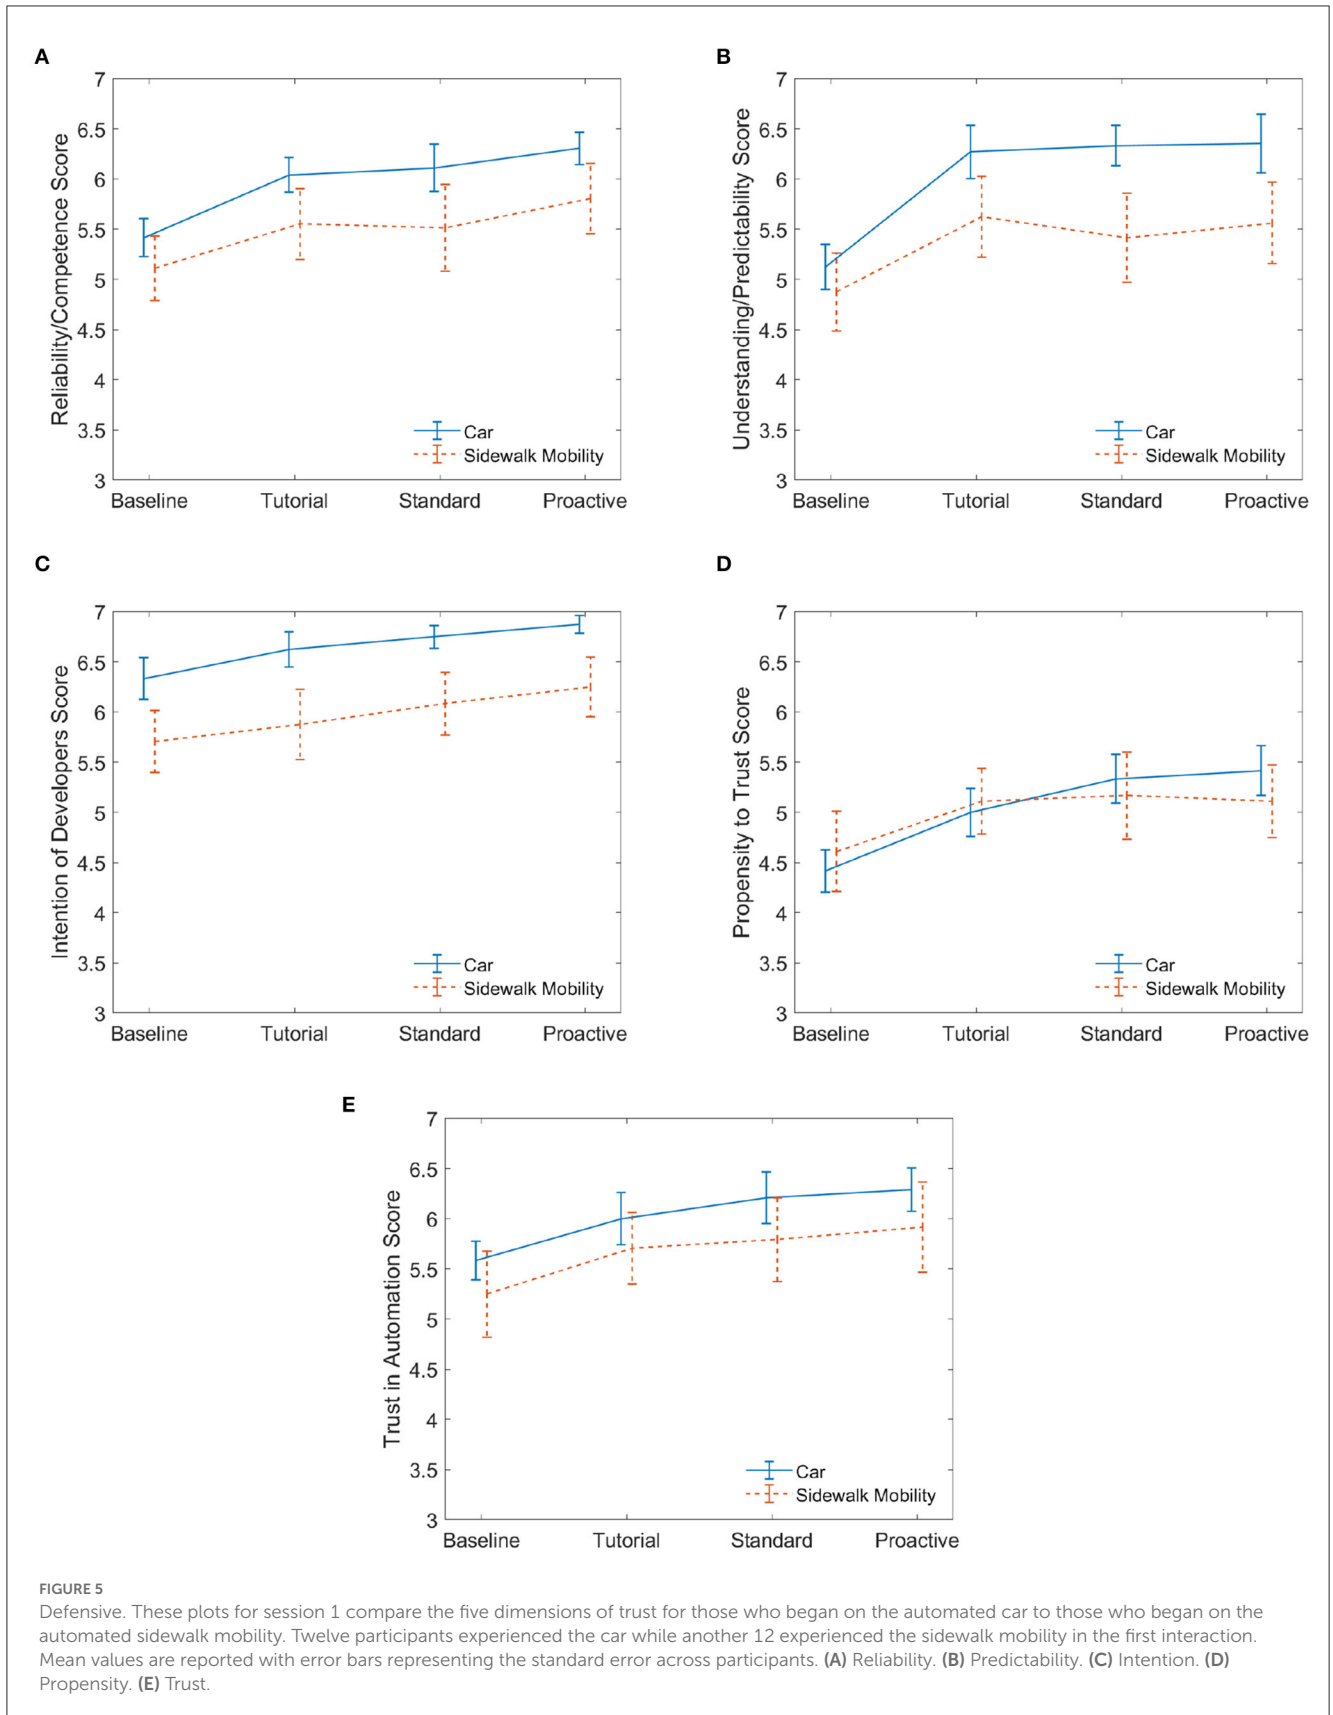 A
7
6.5
6
5.5
5
4.5
4
3.5
3
Reliability/Competence Score
Car
Sidewalk Mobility
Baseline Tutorial Standard Proactive
B
7
6.5
6
5.5
5
4.5
4
3.5
3
Understanding/Predictability Score
Car
Sidewalk Mobility
Baseline Tutorial Standard Proactive
C
7
6.5
6
5.5
5
4.5
4
3.5
3
Intention of Developers Score
Car
Sidewalk Mobility
Baseline Tutorial Standard Proactive
D
7
6.5
6
5.5
5
4.5
4
3.5
3
Propensity to Trust Score
Car
Sidewalk Mobility
Baseline Tutorial Standard Proactive
E
7
6.5
6
5.5
5
4.5
4
3.5
3
Trust in Automation Score
Car
Sidewalk Mobility
Baseline Tutorial Standard Proactive
FIGURE 5
Defensive. These plots for session 1 compare the five dimensions of trust for those who began on the automated car to those who began on the
automated sidewalk mobility. Twelve participants experienced the car while another 12 experienced the sidewalk mobility in the first interaction.
Mean values are reported with error bars representing the standard error across participants. (A) Reliability. (B) Predictability. (C) Intention. (D)
Propensity. (E) Trust.